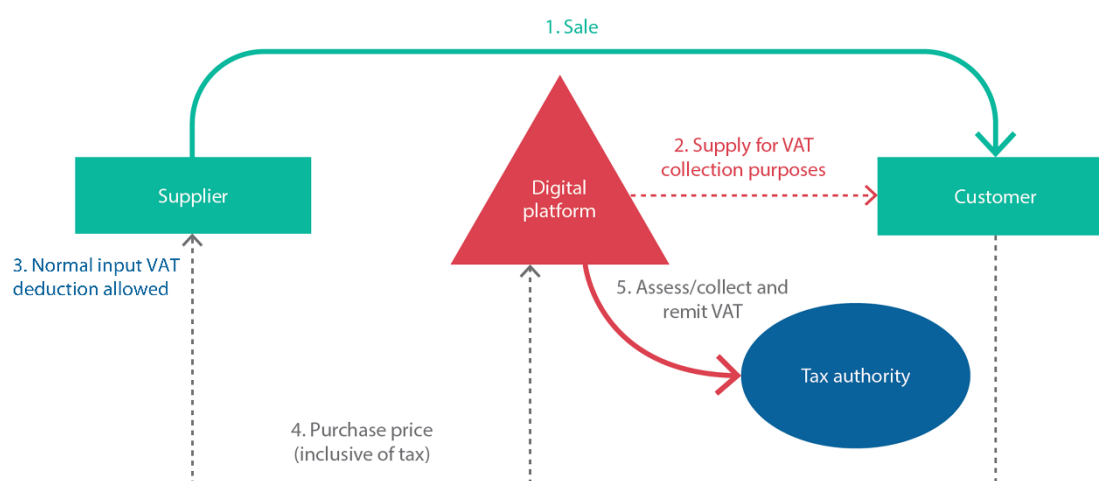 1. Sale
2. Supply for VAT
collection purposes
Supplier
Digital
platform
Customer
3. Normal input VAT
deduction allowed
5. Assess/collect and
remit VAT
Tax authority
4. Purchase price
(inclusive of tax)